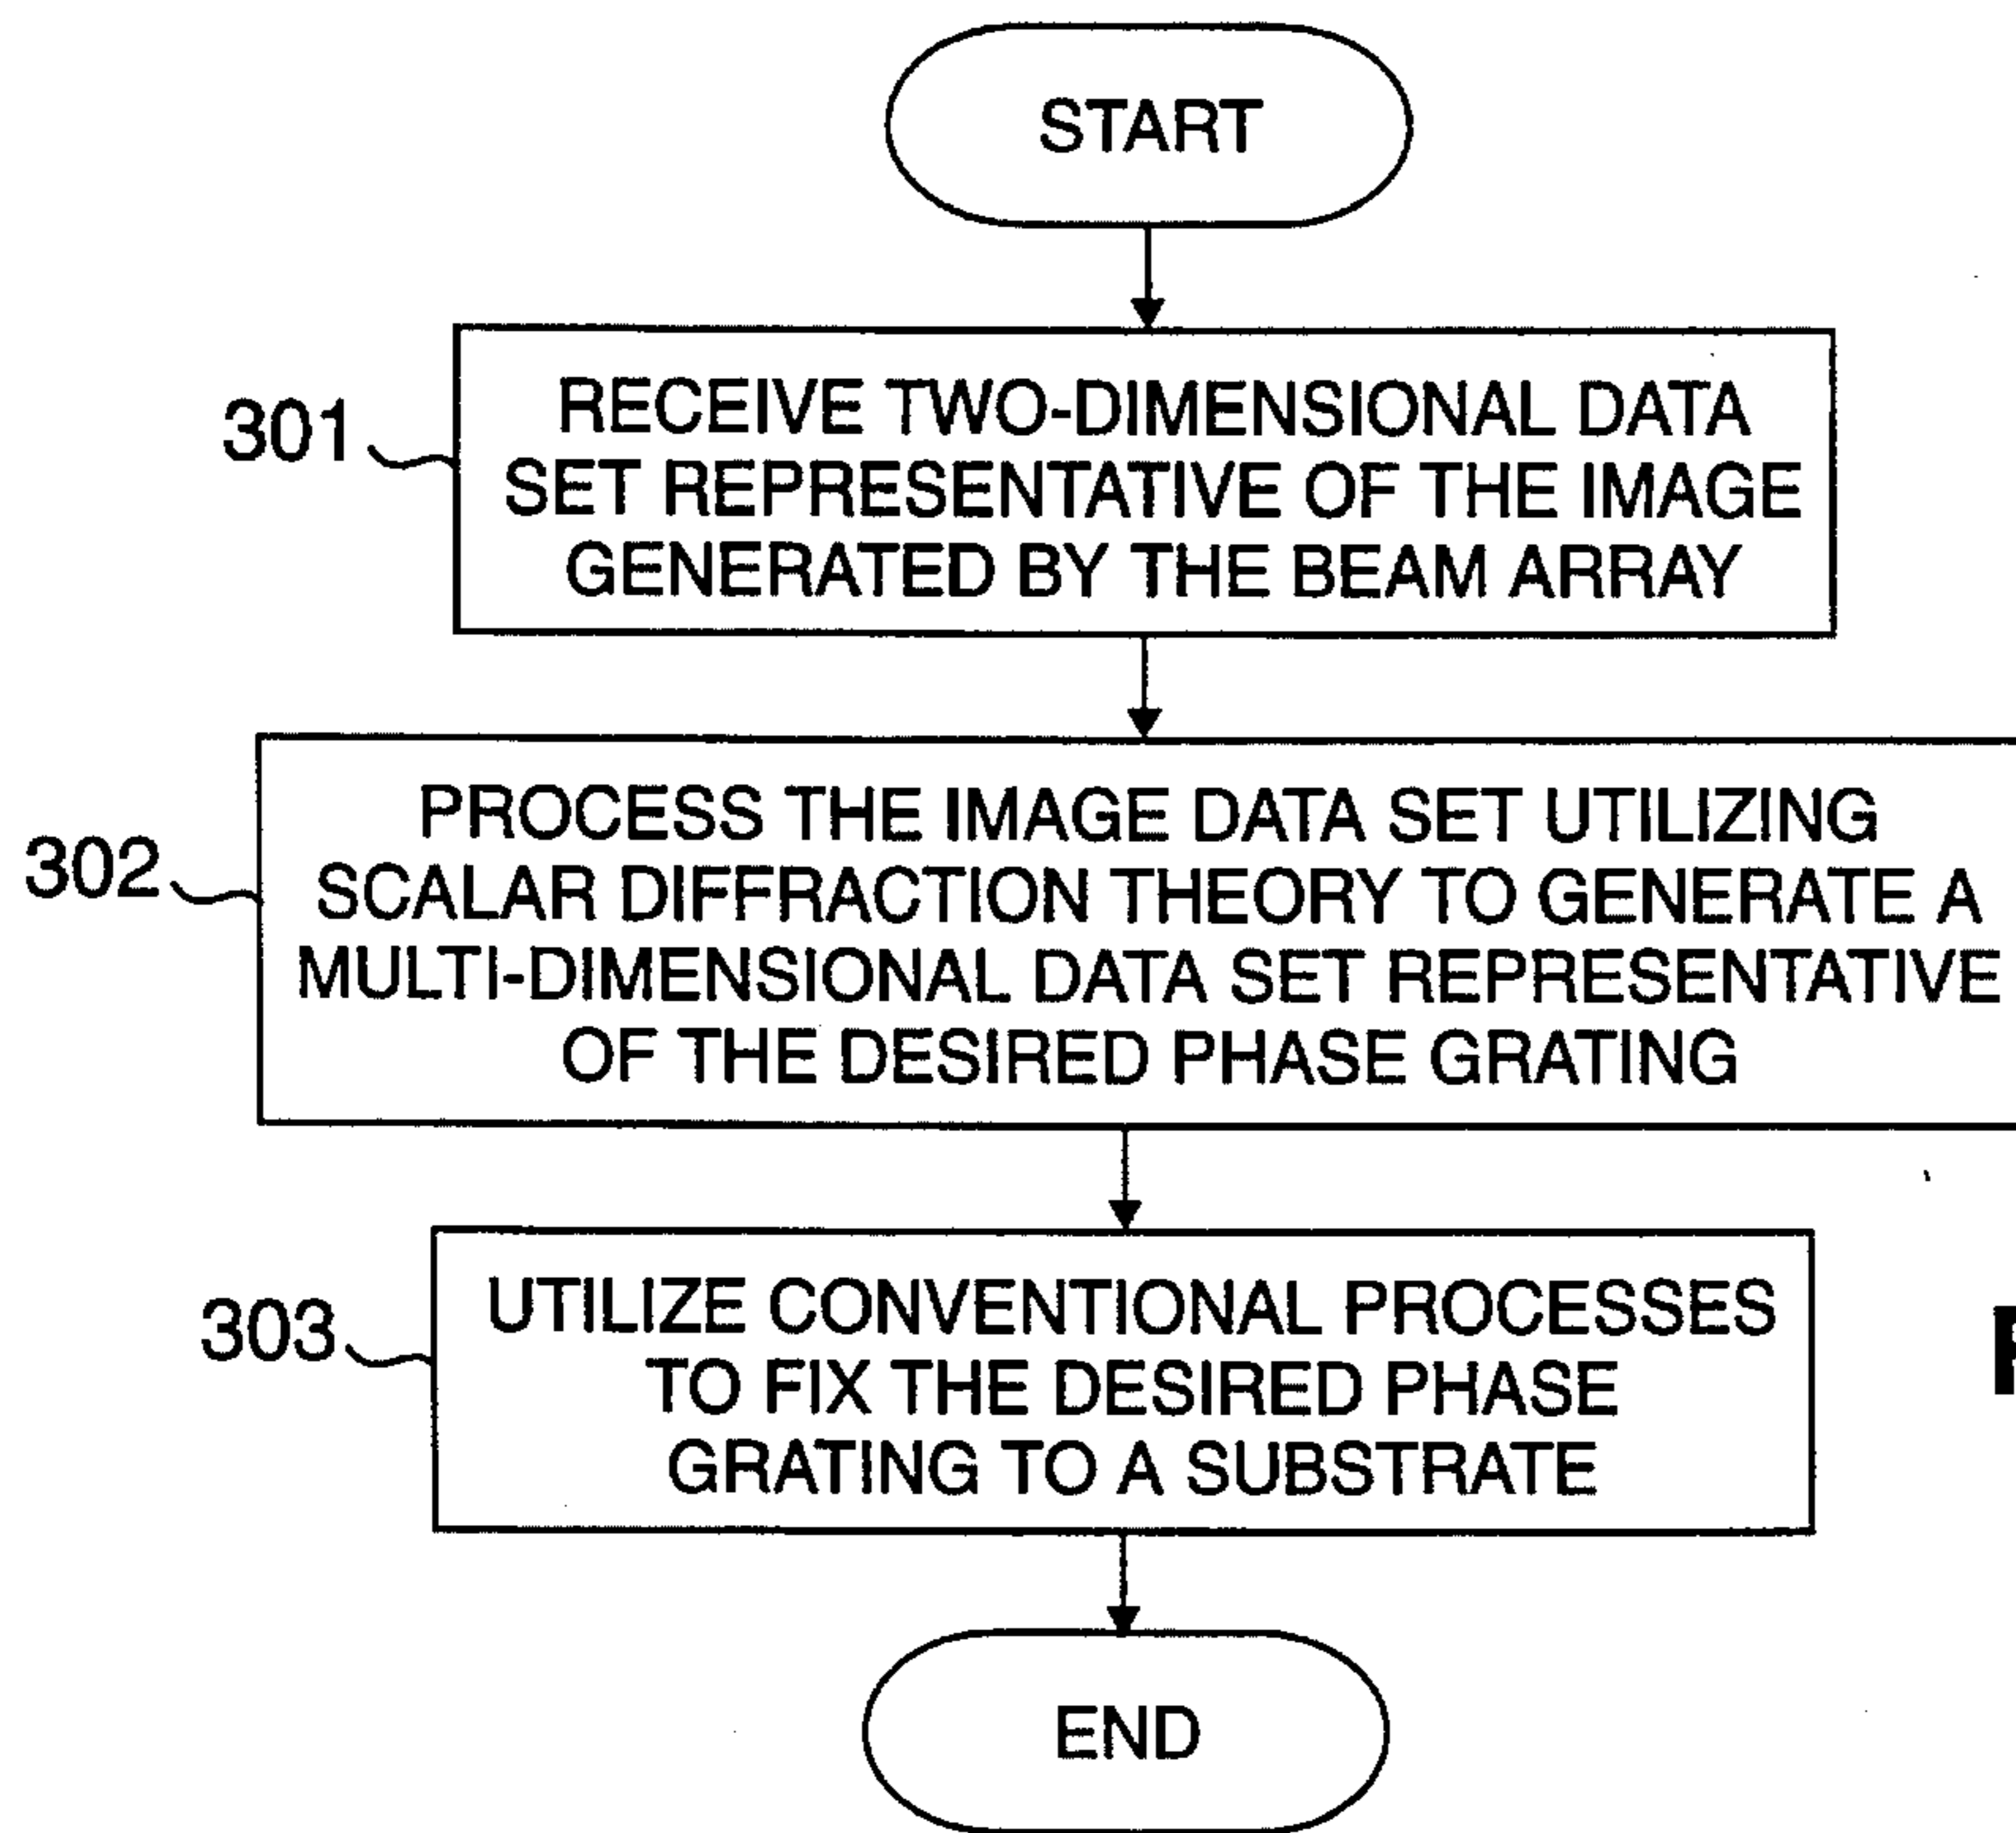 START
301
RECEIVE TWO-DIMENSIONAL DATA
SET REPRESENTATIVE OF THE IMAGE
GENERATED BY THE BEAM ARRAY
302
PROCESS THE IMAGE DATA SET UTILIZING
SCALAR DIFFRACTION THEORY TO GENERATE A
MULTI-DIMENSIONAL DATA SET REPRESENTATIVE
OF THE DESIRED PHASE GRATING
303
UTILIZE CONVENTIONAL PROCESSES
TO FIX THE DESIRED PHASE
GRATING TO A SUBSTRATE
END